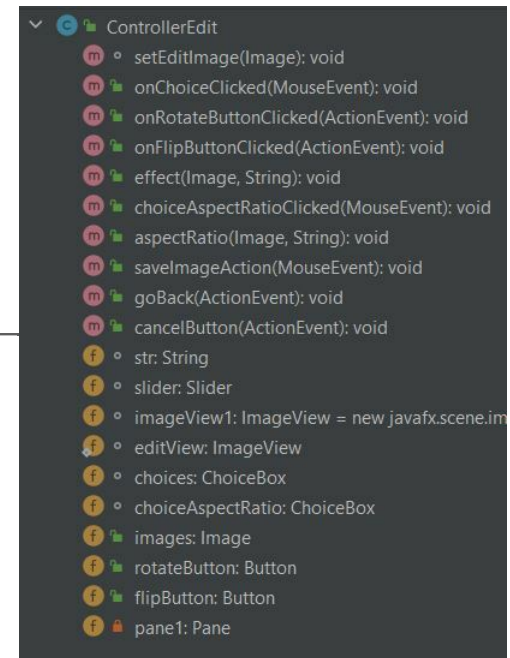 C ControllerEdit
m setEditImage(Image): void
m onChoiceClicked(MouseEvent): void
m onRotateButtonClicked(ActionEvent): void
m onFlipButtonClicked(ActionEvent): void
m effect(Image, String): void
m choiceAspectRatioClicked(MouseEvent): void
m aspectRatio(Image, String): void
m saveImageAction(MouseEvent): void
m goBack(ActionEvent): void
m cancelButton(ActionEvent): void
f str: String
f slider: Slider
f imageView1: ImageView = new javafx.scene.im
f editView: ImageView
f choices: ChoiceBox
f choiceAspectRatio: ChoiceBox
f images: Image
f rotateButton: Button
f flipButton: Button
f pane1: Pane